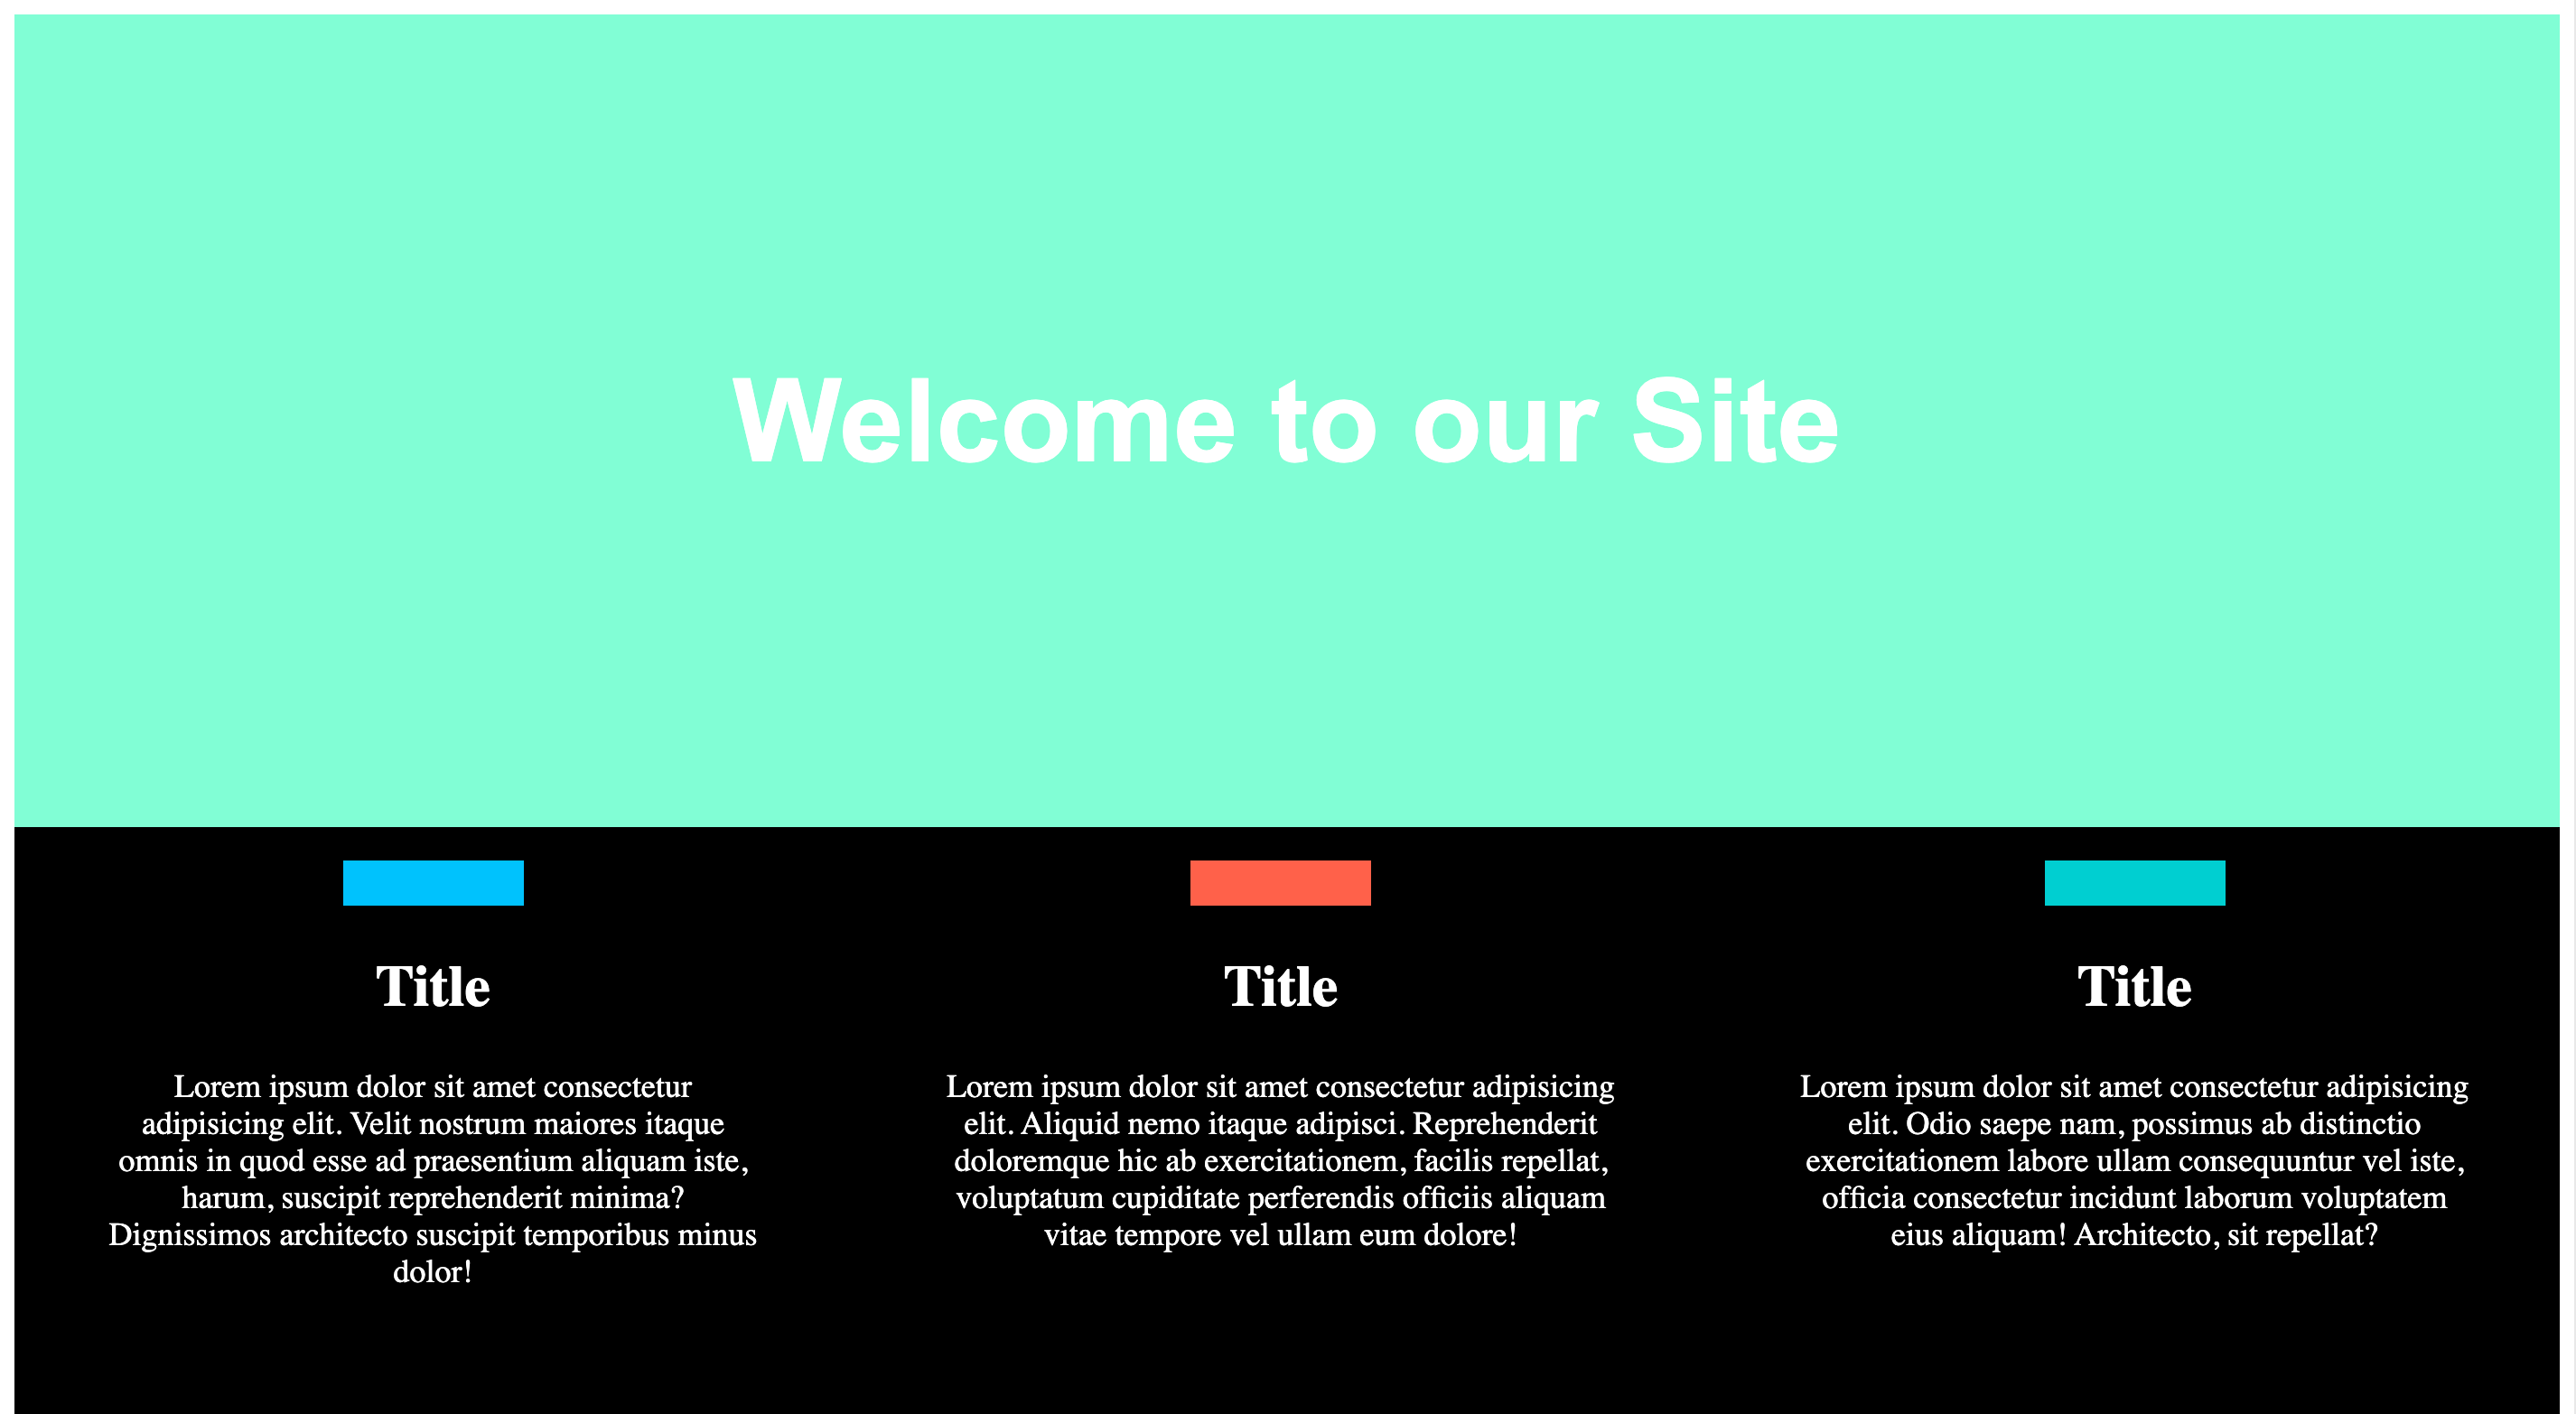 Welcome to our Site
Title
Lorem ipsum dolor sit amet consectetur
adipisicing elit. Velit nostrum maiores itaque
omnis in quod esse ad praesentium aliquam iste,
harum, suscipit reprehenderit minima?
Dignissimos architecto suscipit temporibus minus
dolor!
Title
Lorem ipsum dolor sit amet consectetur adipisicing
elit. Aliquid nemo itaque adipisci. Reprehenderit
doloremque hic ab exercitationem, facilis repellat,
voluptatum cupiditate perferendis officiis aliquam
vitae tempore vel ullam eum dolore!
Title
Lorem ipsum dolor sit amet consectetur adipisicing
elit. Odio saepe nam, possimus ab distinctio
exercitationem labore ullam consequuntur vel iste,
officia consectetur incidunt laborum voluptatem
eius aliquam! Architecto, sit repellat?